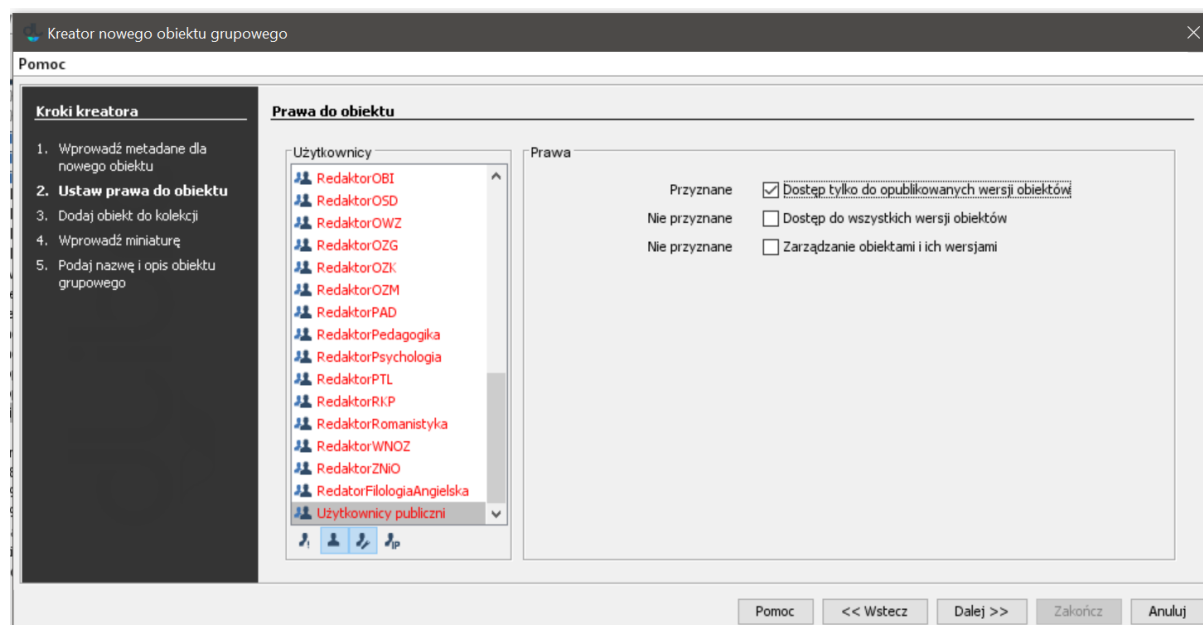 Kreator nowego obiektu grupowego
Pomoc
Kroki kreatora
1. Wprowadź metadane dla
nowego obiektu
2. Ustaw prawa do obiektu
3. Dodaj obiekt do kolekcji
4. Wprowadź miniaturę
5. Podaj nazwę i opis obiektu
grupowego
Prawa do obiektu
Użytkownicy
RedaktorOBI
RedaktorOSD
RedaktorOWZ
RedaktorOZG
RedaktorOZK
RedaktorOZM
RedaktorPAD
RedaktorPedagogika
RedaktorPsychologia
RedaktorPTL
RedaktorRKP
RedaktorRomanistyka
RedaktorWNOZ
RedaktorZNiO
RedatorFilologiaAngielska
Użytkownicy publiczni
Prawa
Przyznane Dostęp tylko do opublikowanych wersji obiektów
Nie przyznane Dostęp do wszystkich wersji obiektów
Nie przyznane Zarządzanie obiektami i ich wersjami
Pomoc << Wstecz Dalej >> Zakończ Anuluj